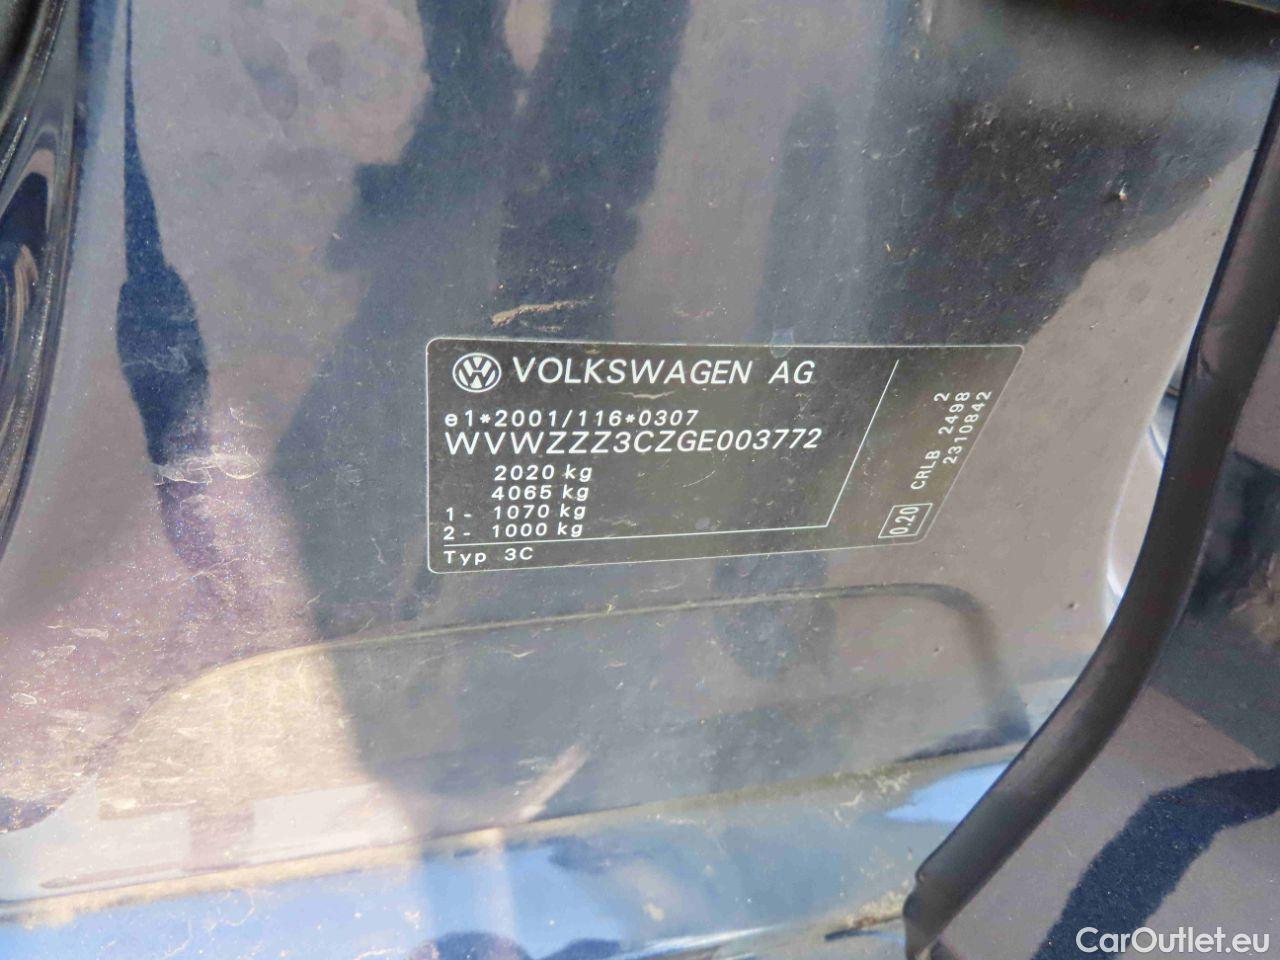 VOLKSWAGEN AG
e1*2001/116*0307
WVWZZZ3CZGE003772
2020 kg
4065 kg
1- 1070 kg
2- 1000 kg
Typ 3C
2
CRLB 2498
2310842
0.20
CarOutlet.eu